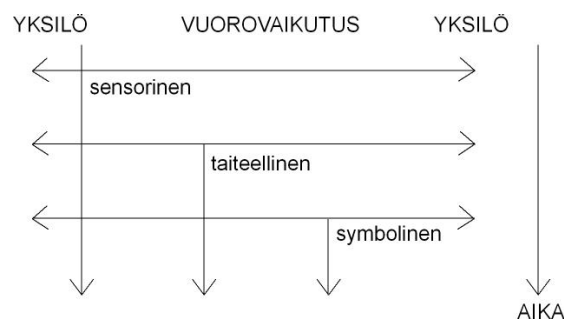 YKSILÖ VUOROVAIKUTUS YKSILÖ
sensorinen
taiteellinen
symbolinen
AIKA